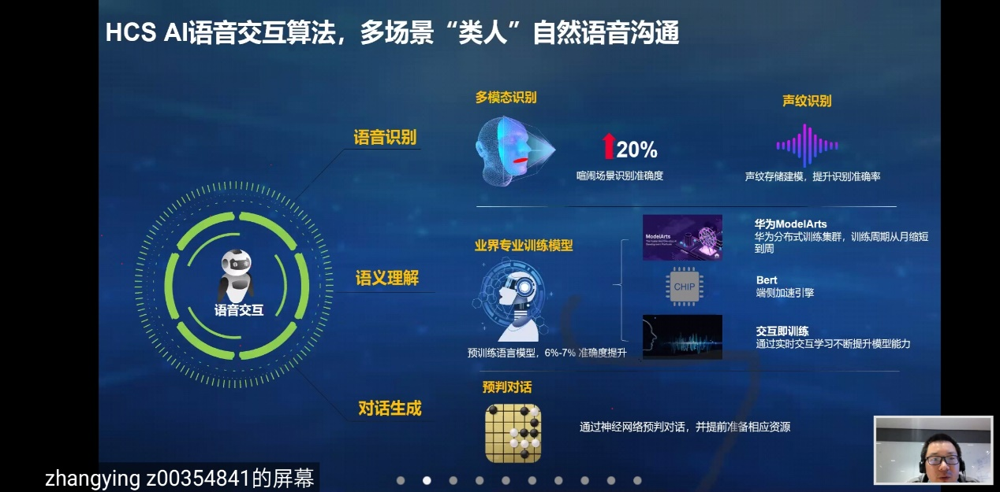 HCS AI语音交互算法，多场景“类人”自然语音沟通
多模态识别
声纹识别
语音识别
20%
喧闹场景识别准确度
声纹存储建模，提升识别准确率
业界专业训练模型
ModelArts
华为ModelArts
华为分布式训练集群，训练周期从月缩短
到周
语义理解
CHIP
Bert
端侧加速引擎
语音交互
交互即训练
通过实时交互学习不断提升模型能力
预训练语言模型，6%-7% 准确度提升
预判对话
对话生成
通过神经网络预判对话，并提前准备相应资源
zhangying z00354841的屏幕